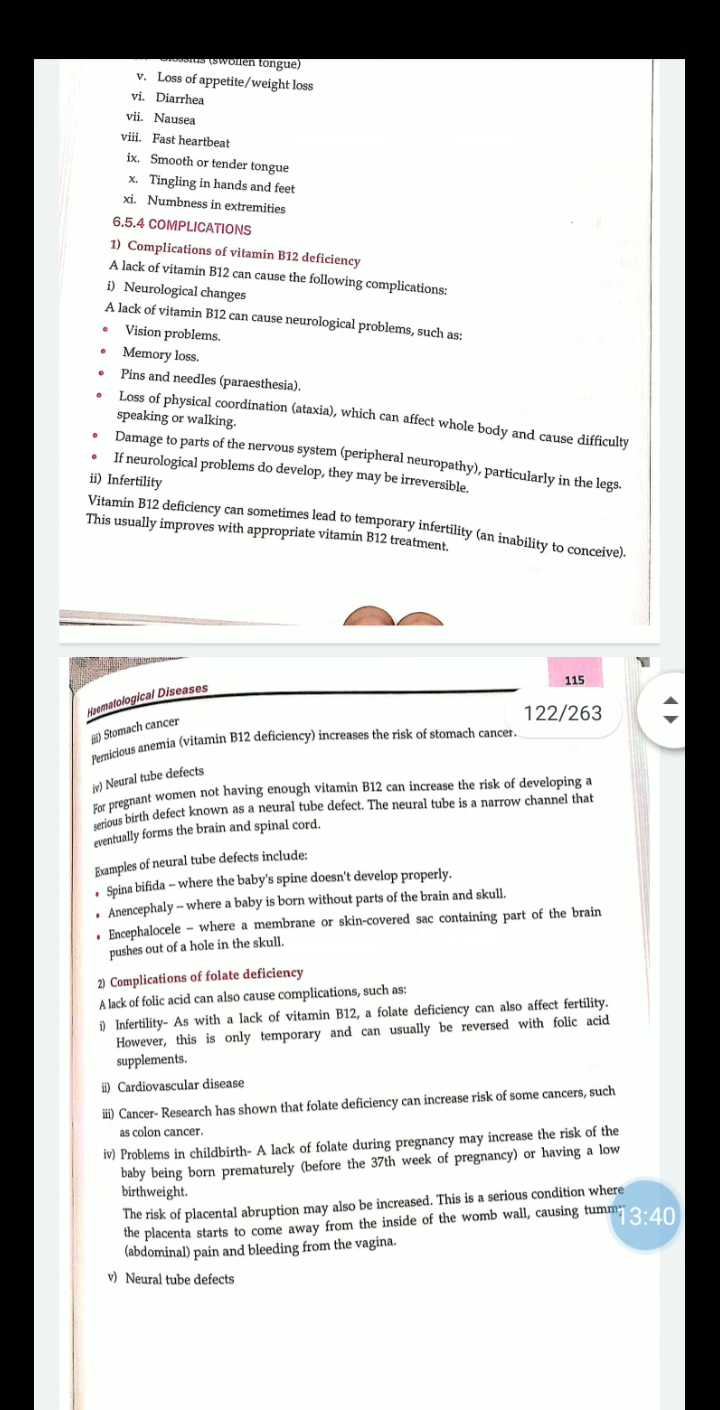 Glossitis (swollen tongue)
v. Loss of appetite/weight loss
vi. Diarrhea
vii. Nausea
viii. Fast heartbeat
ix. Smooth or tender tongue
x. Tingling in hands and feet
xi. Numbness in extremities
6.5.4 COMPLICATIONS
1) Complications of vitamin B12 deficiency
A lack of vitamin B12 can cause the following complications:
i) Neurological changes
A lack of vitamin B12 can cause neurological problems, such as:
• Vision problems.
• Memory loss.
• Pins and needles (paraesthesia).
• Loss of physical coordination (ataxia), which can affect whole body and cause difficulty
speaking or walking.
• Damage to parts of the nervous system (peripheral neuropathy), particularly in the legs.
• If neurological problems do develop, they may be irreversible.
ii) Infertility
Vitamin B12 deficiency can sometimes lead to temporary infertility (an inability to conceive).
This usually improves with appropriate vitamin B12 treatment.
Haematological Diseases
115
122/263
iii) Stomach cancer
Pernicious anemia (vitamin B12 deficiency) increases the risk of stomach cancer.
iv) Neural tube defects
For pregnant women not having enough vitamin B12 can increase the risk of developing a
serious birth defect known as a neural tube defect. The neural tube is a narrow channel that
eventually forms the brain and spinal cord.
Examples of neural tube defects include:
• Spina bifida – where the baby's spine doesn't develop properly.
• Anencephaly – where a baby is born without parts of the brain and skull.
• Encephalocele – where a membrane or skin-covered sac containing part of the brain
pushes out of a hole in the skull.
2) Complications of folate deficiency
A lack of folic acid can also cause complications, such as:
i) Infertility- As with a lack of vitamin B12, a folate deficiency can also affect fertility.
However, this is only temporary and can usually be reversed with folic acid
supplements.
ii) Cardiovascular disease
iii) Cancer- Research has shown that folate deficiency can increase risk of some cancers, such
as colon cancer.
iv) Problems in childbirth- A lack of folate during pregnancy may increase the risk of the
baby being born prematurely (before the 37th week of pregnancy) or having a low
birthweight.
The risk of placental abruption may also be increased. This is a serious condition where
the placenta starts to come away from the inside of the womb wall, causing tummy
(abdominal) pain and bleeding from the vagina.
13:40
v) Neural tube defects